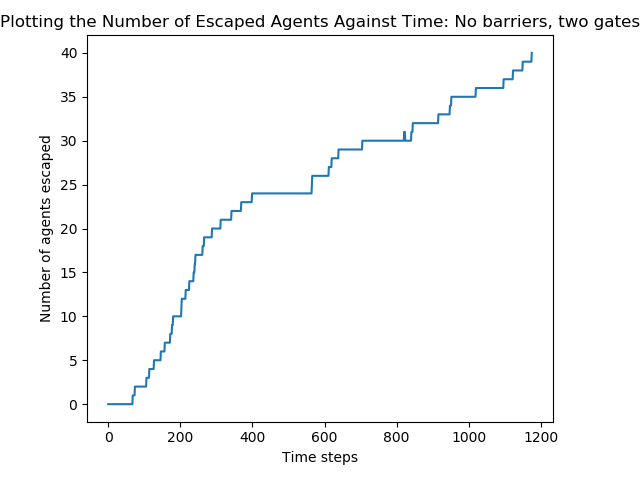 Plotting the Number of Escaped Agents Against Time: No barriers, two gates
40
35
30
25
20
15
10
5
0
Number of agents escaped
0 200 400 600 800 1000 1200
Time steps